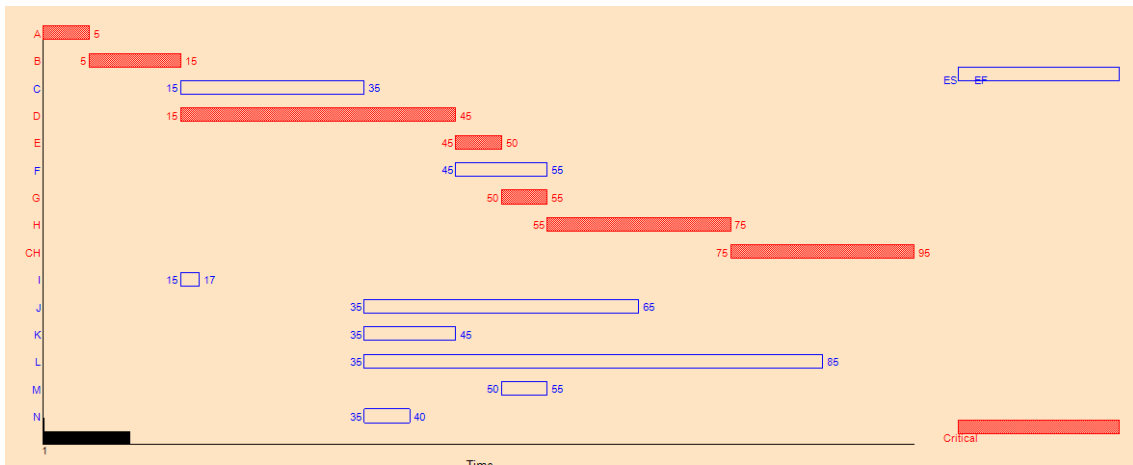 A 5
B 5 15
ES EF
C 15 35
D 15 45
E 45 50
F 45 55
G 50 55
H 55 75
CH 75 95
I 15 17
J 35 65
K 35 45
L 35 85
M 50 55
N 35 40
Critical
1
Time